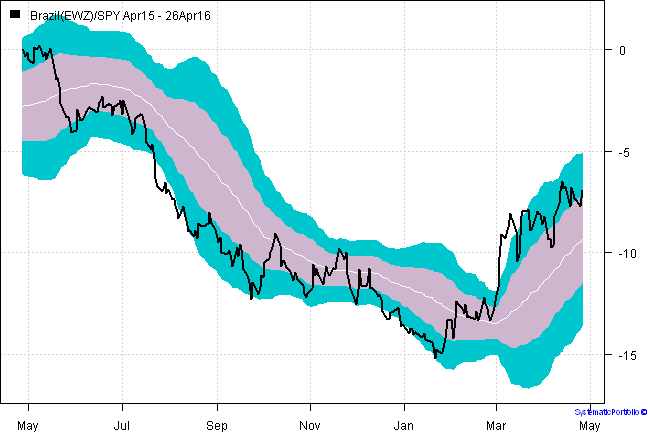 Brazil(EWZ)/SPY Apr15 - 26Apr16
0
-5
-10
-15
SystematicPortfolio ©
May Jul Sep Nov Jan Mar May